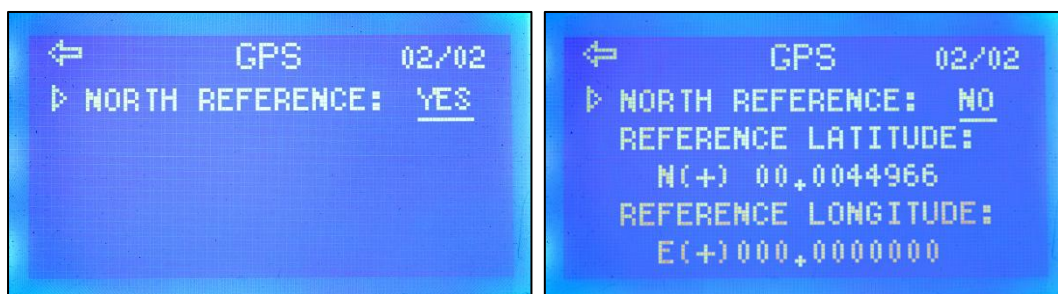 GPS 02/02
NORTH REFERENCE: YES
GPS 02/02
NORTH REFERENCE: NO
REFERENCE LATITUDE:
N(+) 00.0044966
REFERENCE LONGITUDE:
E(+)000.0000000